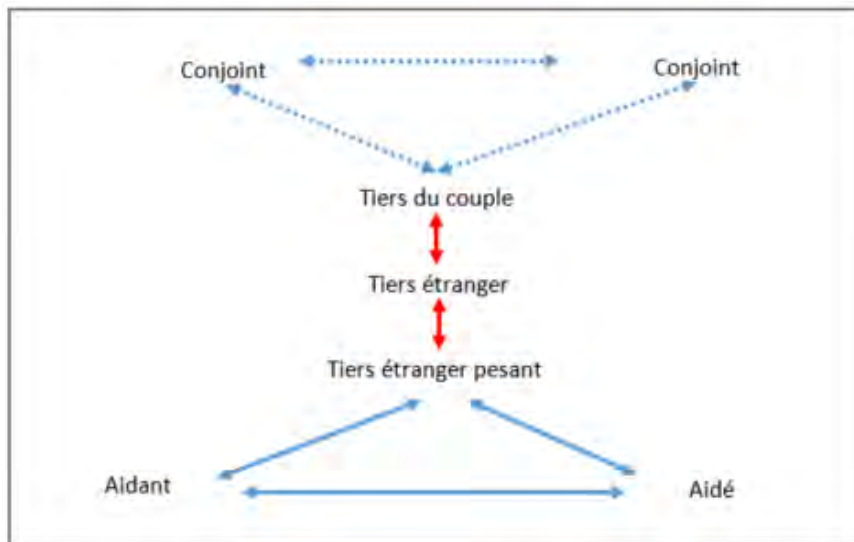 Conjoint
Conjoint
Tiers du couple
Tiers étranger
Tiers étranger pesant
Aidant
Aidé